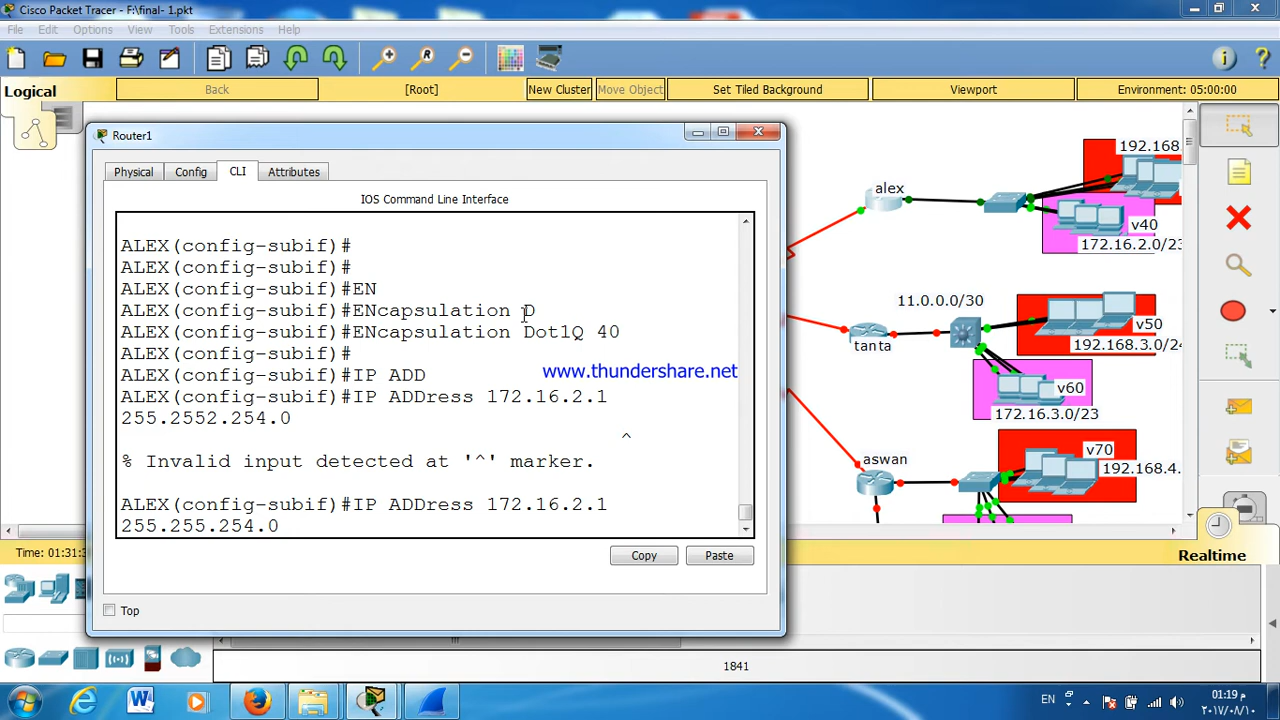 Cisco Packet Tracer - F:\final- 1.pkt
File Edit Options View Tools Extensions Help
Logical Back [Root] New Cluster Move Object Set Tiled Background Viewport Environment: 05:00:00
Router1
Physical Config CLI Attributes
IOS Command Line Interface
ALEX(config-subif)#
ALEX(config-subif)#
ALEX(config-subif)#EN
ALEX(config-subif)#ENcapsulation D
ALEX(config-subif)#ENcapsulation Dot1Q 40
ALEX(config-subif)#
ALEX(config-subif)#IP ADD
ALEX(config-subif)#IP ADDress 172.16.2.1
255.2552.254.0
^
% Invalid input detected at '^' marker.
ALEX(config-subif)#IP ADDress 172.16.2.1
255.255.254.0
www.thundershare.net
Copy Paste
Top
192.168
alex
v40
172.16.2.0/23
11.0.0.0/30
tanta
v50
192.168.3.0/24
v60
172.16.3.0/23
aswan
v70
192.168.4.
Time: 01:31:3
Realtime
1841
EN
01:19 م
٢٠١٧/٠٨/١٠